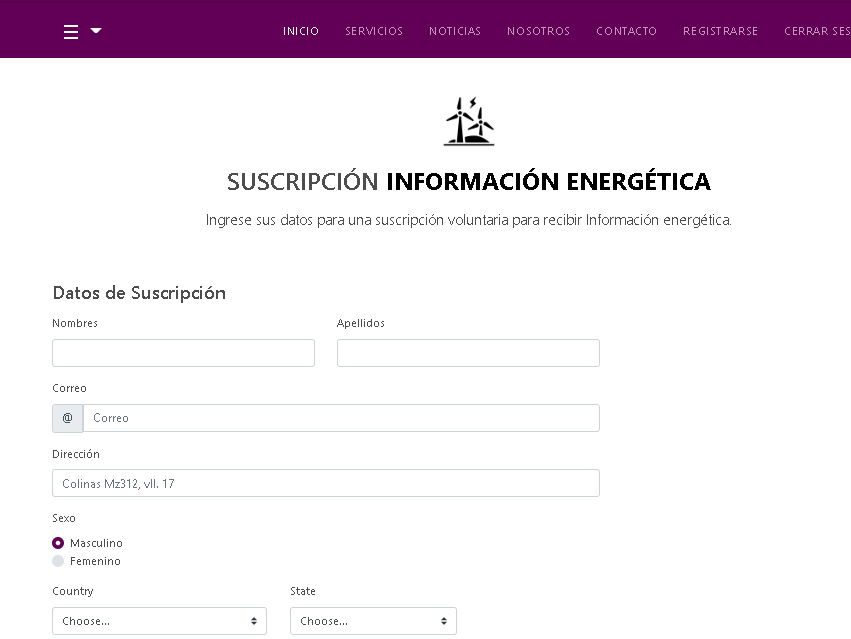 INICIO SERVICIOS NOTICIAS NOSOTROS CONTACTO REGISTRARSE CERRAR SES
SUSCRIPCIÓN INFORMACIÓN ENERGÉTICA
Ingrese sus datos para una suscripción voluntaria para recibir Información energética.
Datos de Suscripción
Nombres Apellidos
Correo
@ Correo
Dirección
Colinas Mz312, vll. 17
Sexo
Masculino
Femenino
Country State
Choose... Choose...